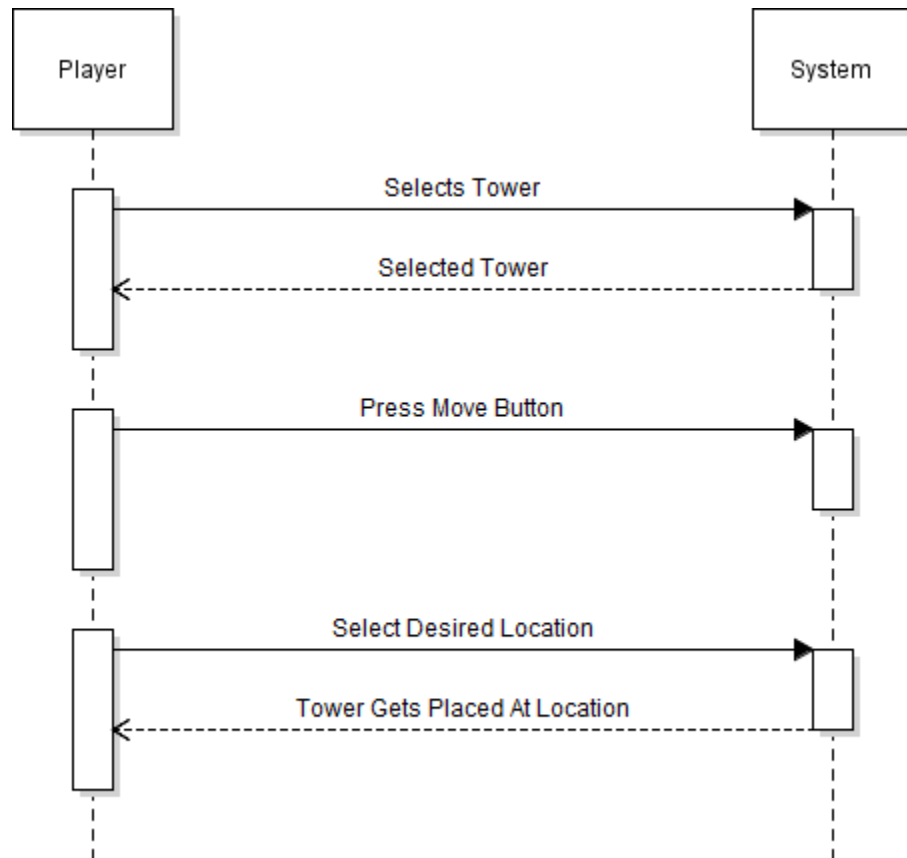 Player
System
Selects Tower
Selected Tower
Press Move Button
Select Desired Location
Tower Gets Placed At Location